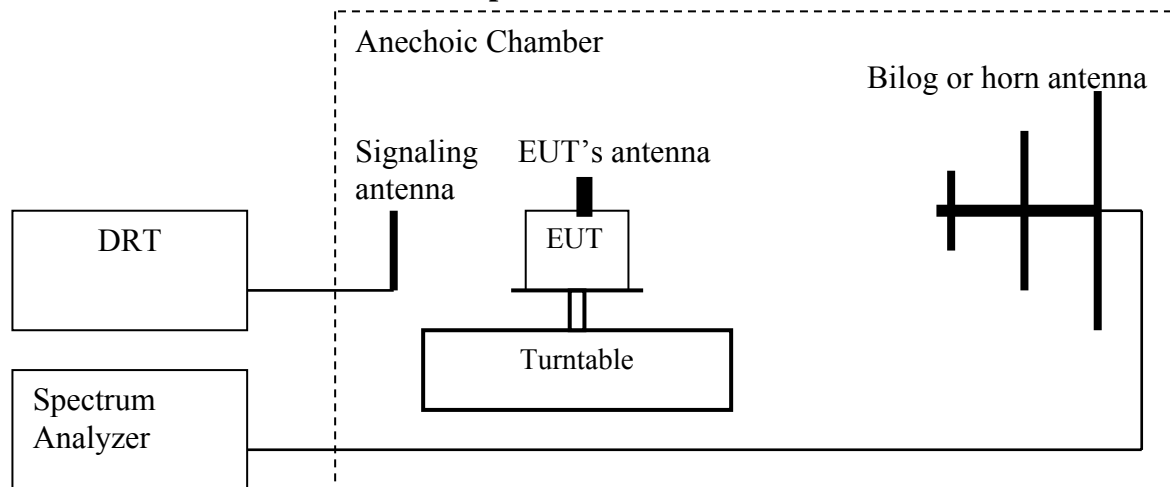 Anechoic Chamber
Bilog or horn antenna
Signaling
antenna
EUT’s antenna
DRT
EUT
Turntable
Spectrum
Analyzer